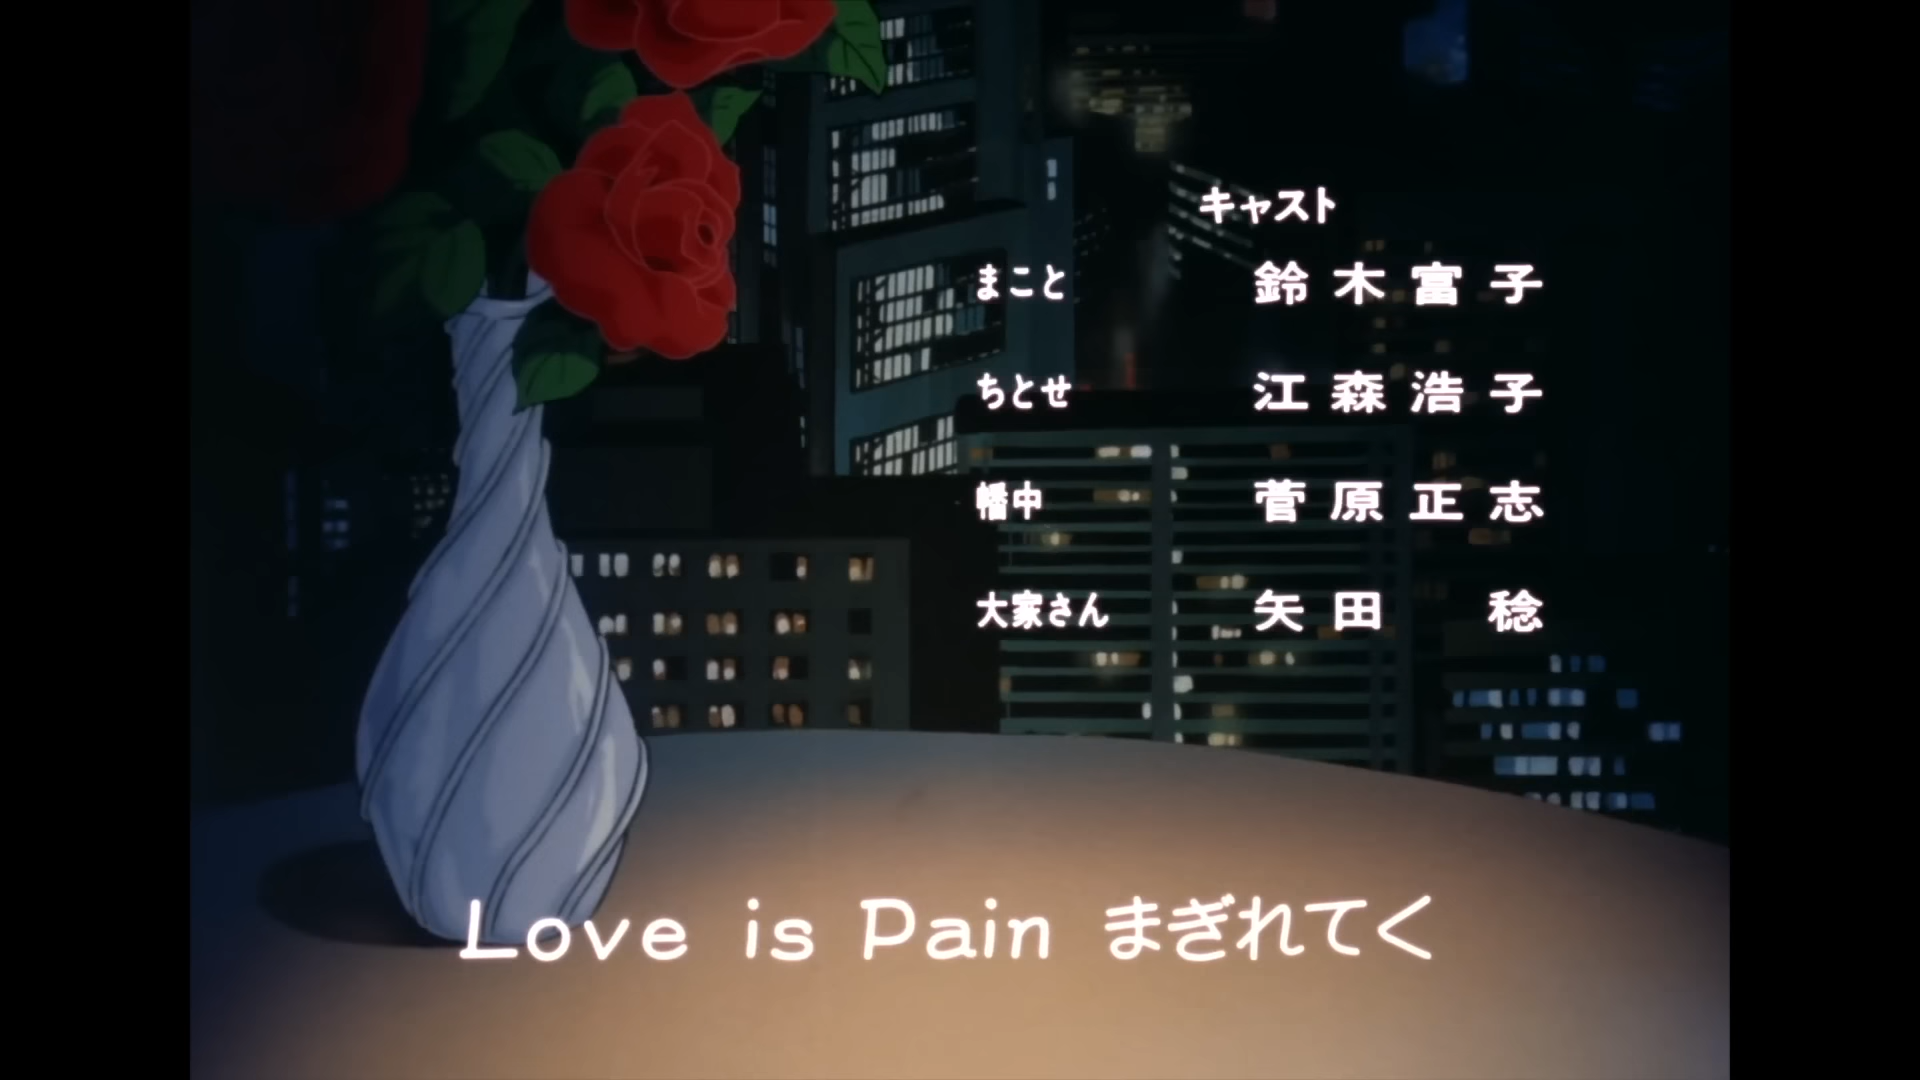 キャスト
まこと 鈴木富子
ちとせ 江森浩子
幡中 菅原正志
大家さん 矢田 稔
Love is Pain まぎれてく